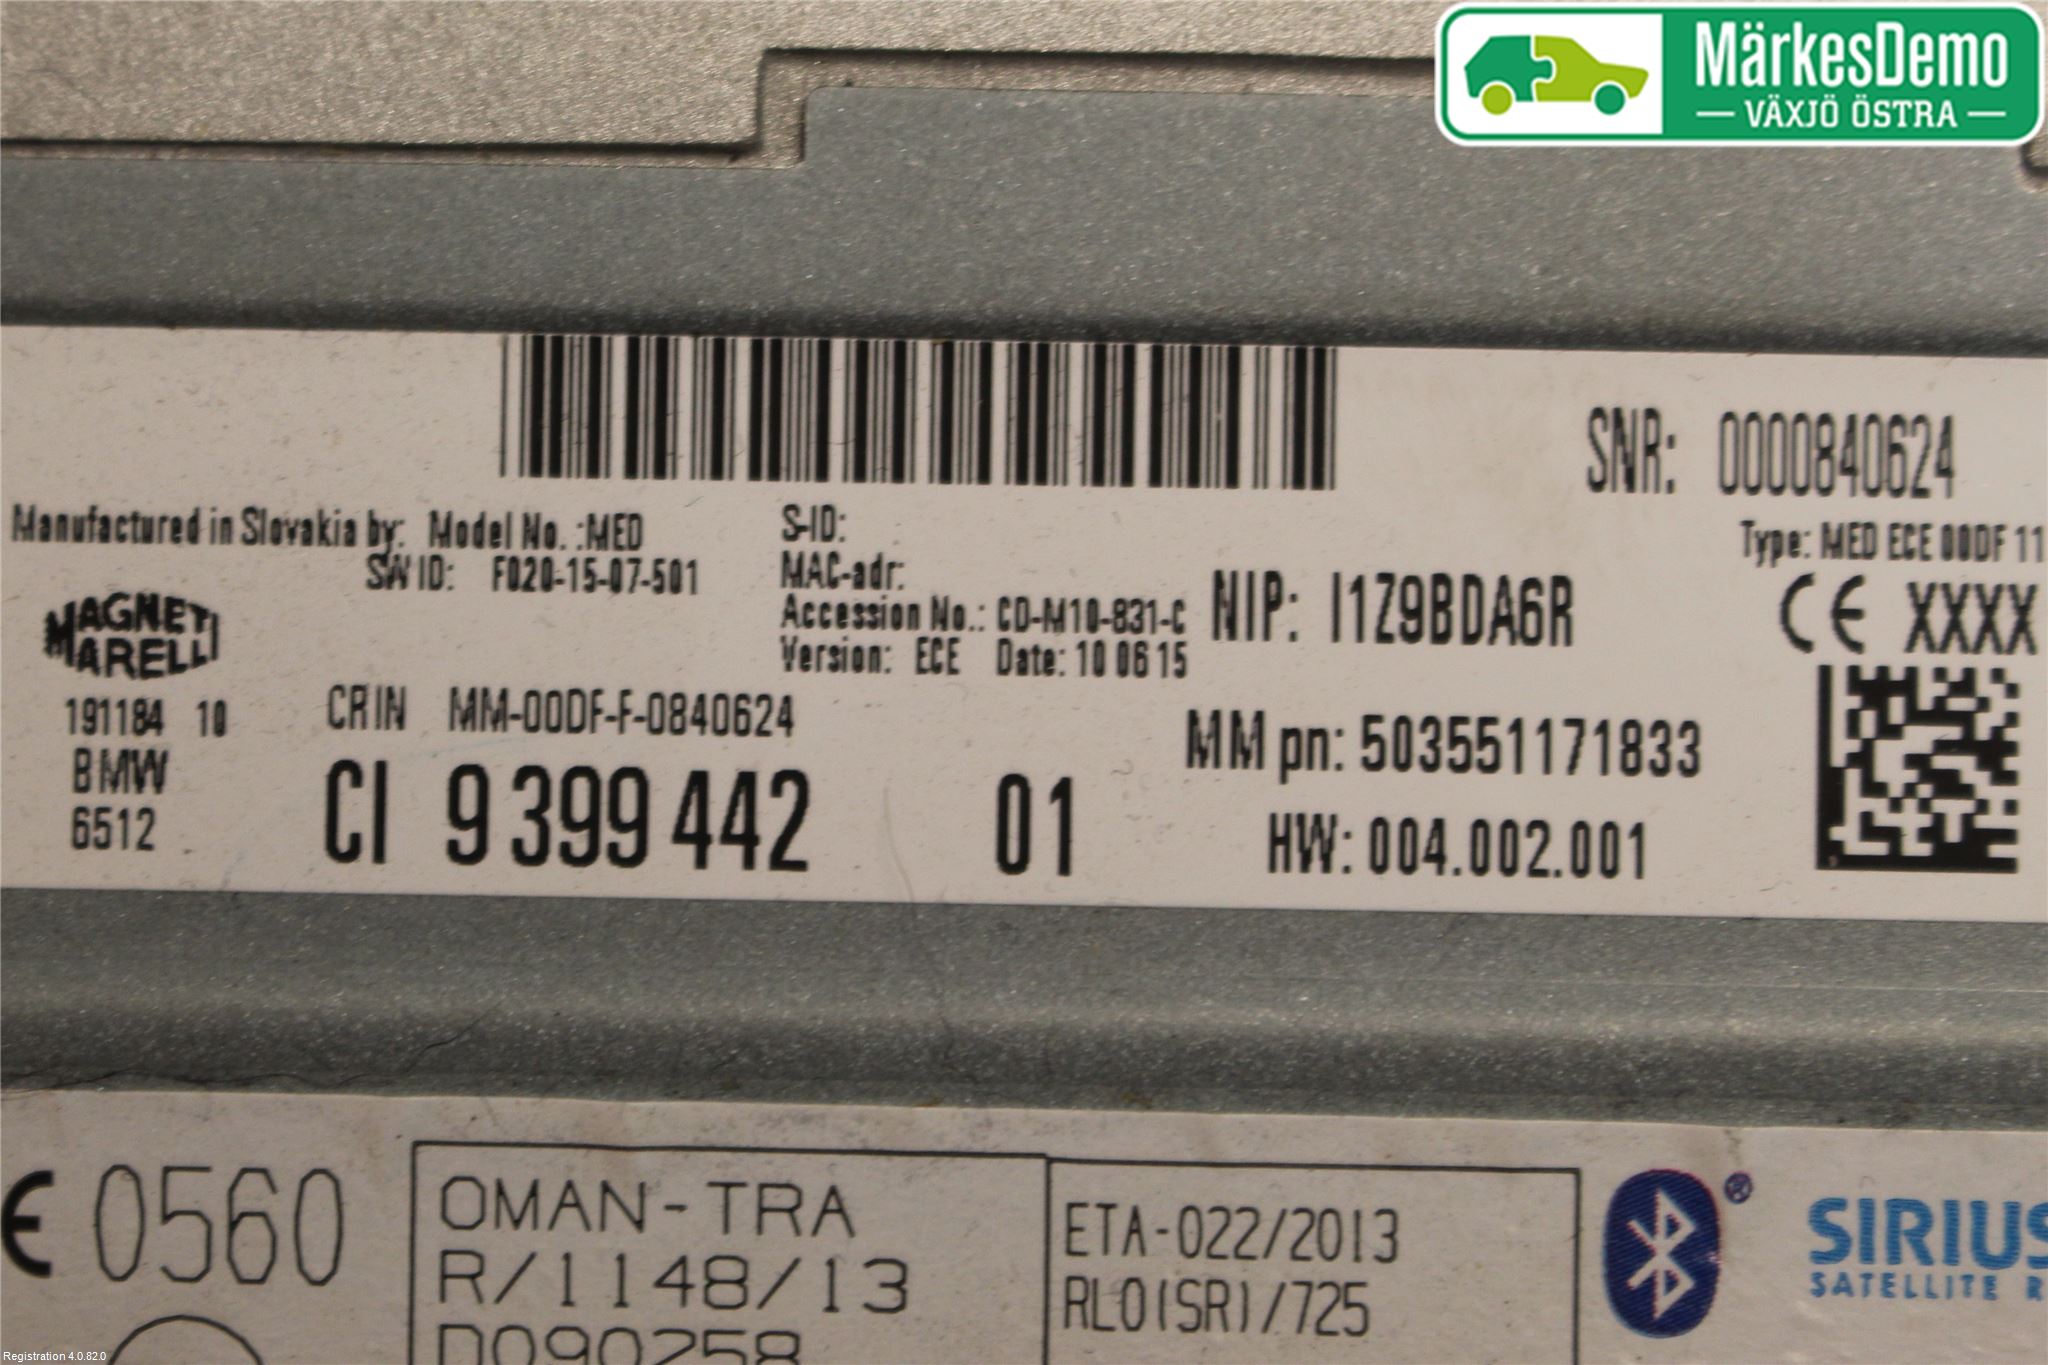 MärkesDemo
VÄXJÖ ÖSTRA
SNR: 0000840624
Manufactured in Slovakia by: Model No. :MED
SW ID: F020-15-07-501
S-ID:
MAC-adr:
Accession No.: CD-M10-831-C
Version: ECE Date: 10 06 15
NIP: I1Z9BDA6R
Type: MED ECE 00DF 11
CE XXXX
MAGNETI
MARELLI
191184 10
BMW
6512
CRIN MM-00DF-F-0840624
CI 9 399 442 01
MM pn: 503551171833
HW: 004.002.001
CE 0560
OMAN-TRA
R/1148/13
D090258
ETA-022/2013
RLO(SR)/725
®
SIRIUS
SATELLITE R
Registration 4.0.82.0